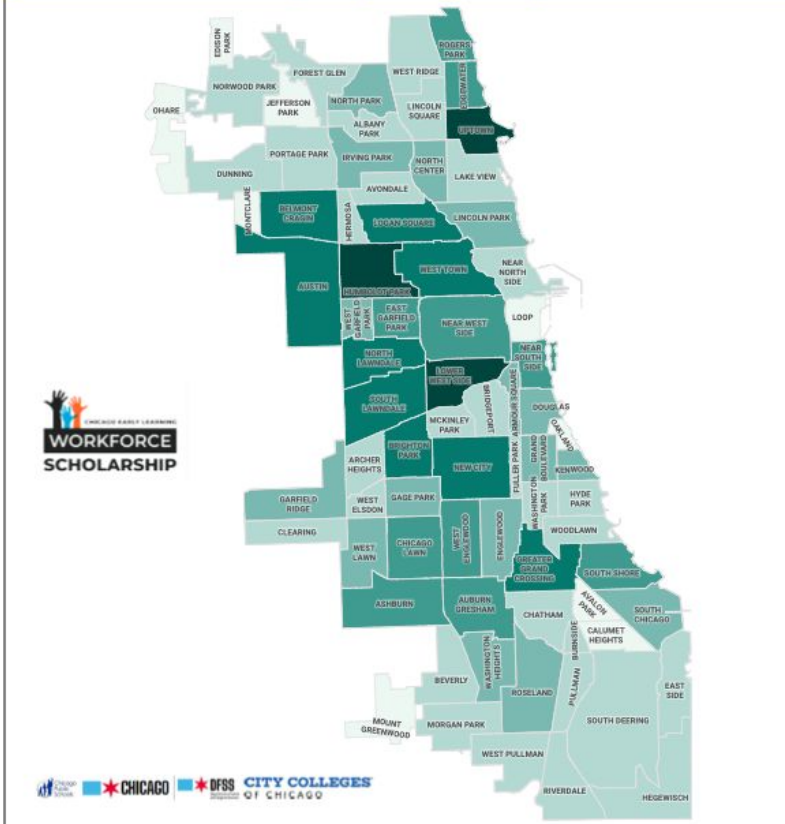 EDISON
PARK
NORWOOD PARK
FOREST GLEN
JEFFERSON
PARK
OHARE
NORTH PARK
WEST RIDGE
ROGERS
PARK
EDGEWATER
LINCOLN
SQUARE
UPTOWN
ALBANY
PARK
PORTAGE PARK
IRVING PARK
NORTH
CENTER
LAKE VIEW
DUNNING
AVONDALE
MONTCLARE
BELMONT
CRAGIN
HERMOSA
LOGAN SQUARE
LINCOLN PARK
AUSTIN
HUMBOLDT PARK
WEST TOWN
NEAR
NORTH
SIDE
WEST
GARFIELD
PARK
EAST
GARFIELD
PARK
NEAR WEST
SIDE
LOOP
NORTH
LAWNDALE
LOWER
WEST SIDE
NEAR
SOUTH
SIDE
SOUTH
LAWNDALE
BRIDGEPORT
ARMOUR SQUARE
DOUGLAS
MCKINLEY
PARK
OAKLAND
CHICAGO EARLY LEARNING
WORKFORCE
SCHOLARSHIP
ARCHER
HEIGHTS
BRIGHTON
PARK
NEW CITY
FULLER PARK
GRAND
BOULEVARD
KENWOOD
GARFIELD
RIDGE
WEST
ELSDON
GAGE PARK
WASHINGTON
PARK
HYDE
PARK
CLEARING
WEST
LAWN
CHICAGO
LAWN
WEST
ENGLEWOOD
ENGLEWOOD
WOODLAWN
GREATER
GRAND
CROSSING
SOUTH SHORE
ASHBURN
AUBURN
GRESHAM
CHATHAM
AVALON
PARK
SOUTH
CHICAGO
CALUMET
HEIGHTS
BURNSIDE
WASHINGTON
HEIGHTS
BEVERLY
ROSELAND
PULLMAN
EAST
SIDE
SOUTH DEERING
MOUNT
GREENWOOD
MORGAN PARK
WEST PULLMAN
RIVERDALE
HEGEWISCH
Chicago
Public
Schools
CHICAGO
DFSS
CITY COLLEGES
OF CHICAGO